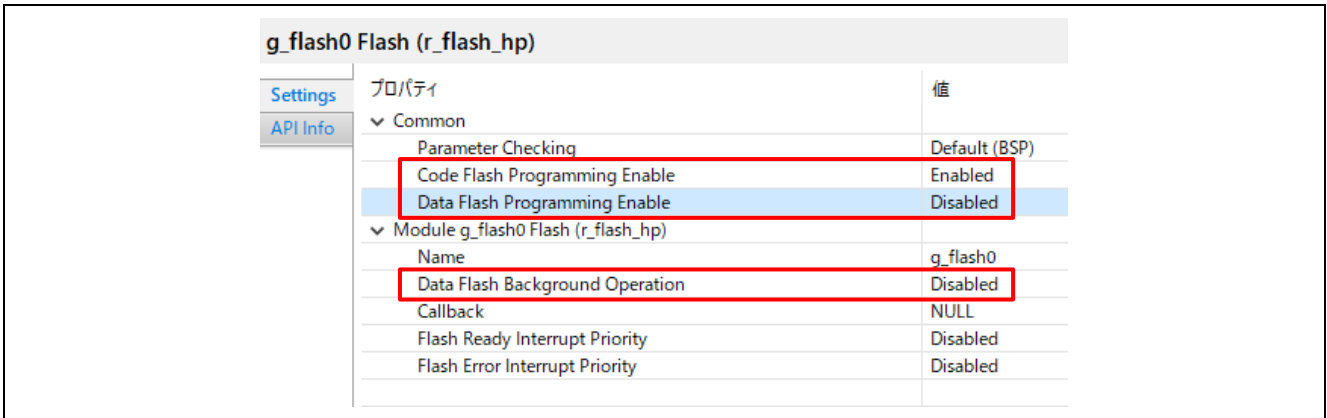 g_flash0 Flash (r_flash_hp)
Settings
API Info
プロパティ 値
Common
Parameter Checking Default (BSP)
Code Flash Programming Enable Enabled
Data Flash Programming Enable Disabled
Module g_flash0 Flash (r_flash_hp)
Name g_flash0
Data Flash Background Operation Disabled
Callback NULL
Flash Ready Interrupt Priority Disabled
Flash Error Interrupt Priority Disabled